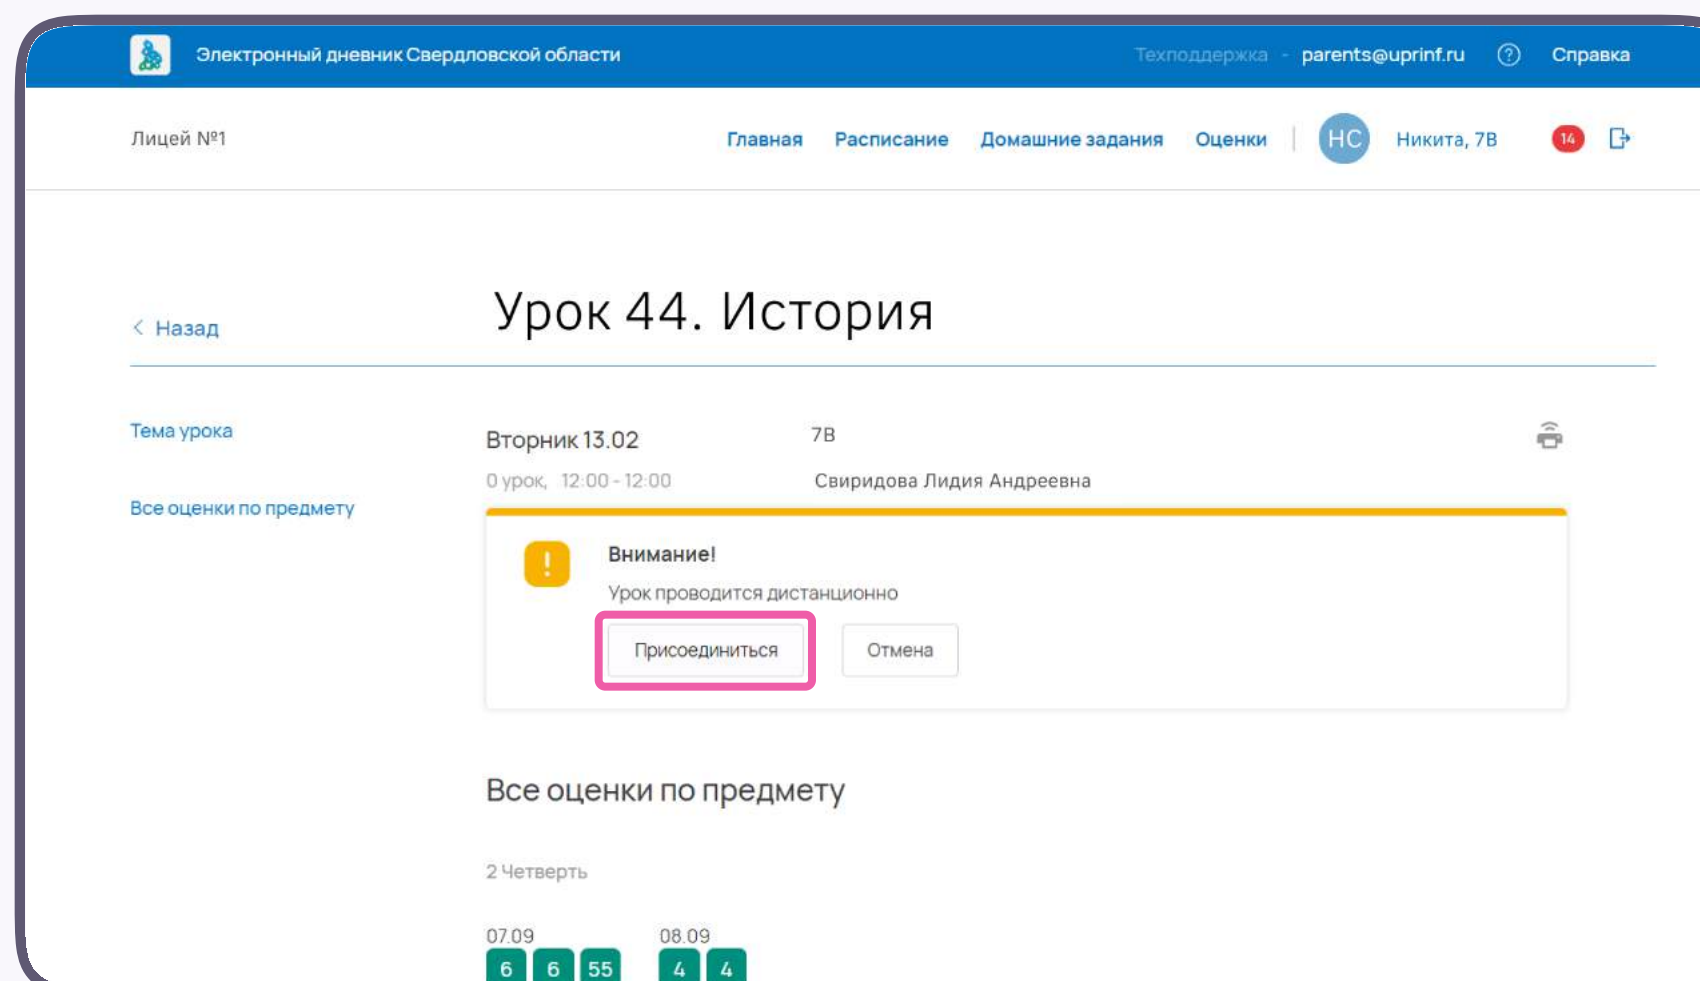 Электронный дневник Свердловской области
Техподдержка - parents@uprinf.ru ? Справка
Лицей №1
Главная Расписание Домашние задания Оценки | НС Никита, 7В 14
< Назад
Урок 44. История
Тема урока
Все оценки по предмету
Вторник 13.02 7В
0 урок, 12:00 - 12:00 Свиридова Лидия Андреевна
!
Внимание!
Урок проводится дистанционно
Присоединиться Отмена
Все оценки по предмету
2 Четверть
07.09 08.09
6 6 55 4 4